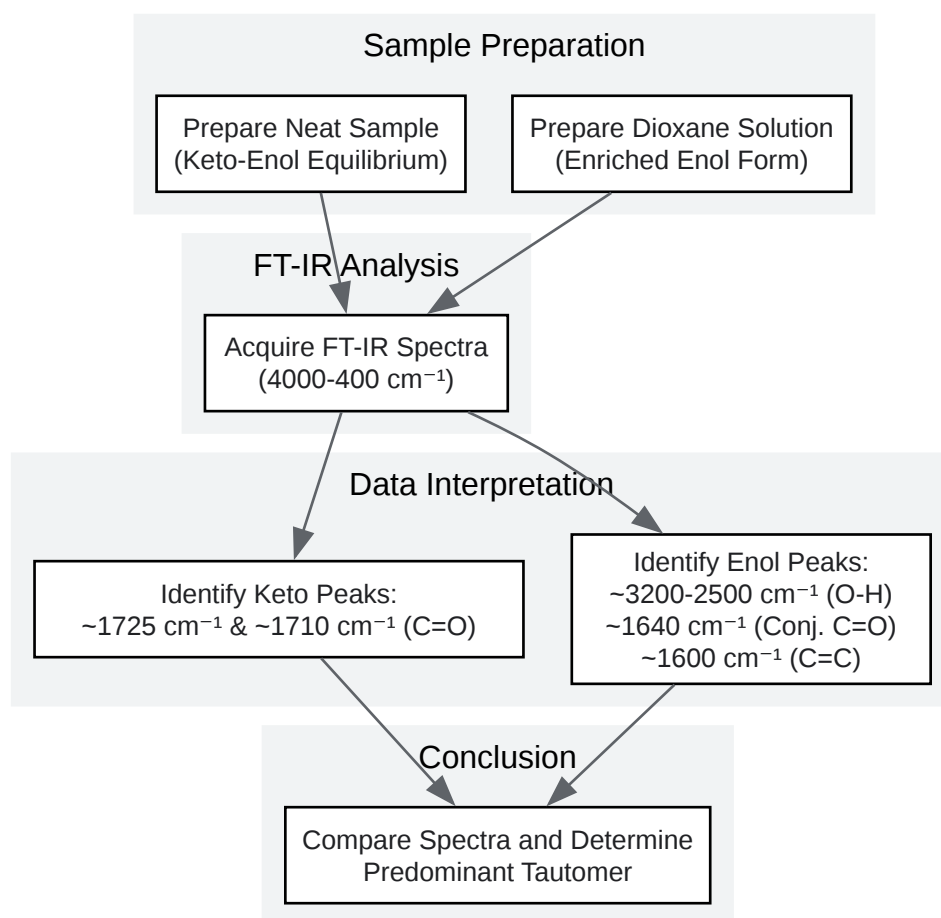 Sample Preparation
Prepare Neat Sample
(Keto-Enol Equilibrium)
Prepare Dioxane Solution
(Enriched Enol Form)
FT-IR Analysis
Acquire FT-IR Spectra
(4000-400 cm⁻¹)
Data Interpretation
Identify Keto Peaks:
~1725 cm⁻¹ & ~1710 cm⁻¹ (C=O)
Identify Enol Peaks:
~3200-2500 cm⁻¹ (O-H)
~1640 cm⁻¹ (Conj. C=O)
~1600 cm⁻¹ (C=C)
Conclusion
Compare Spectra and Determine
Predominant Tautomer